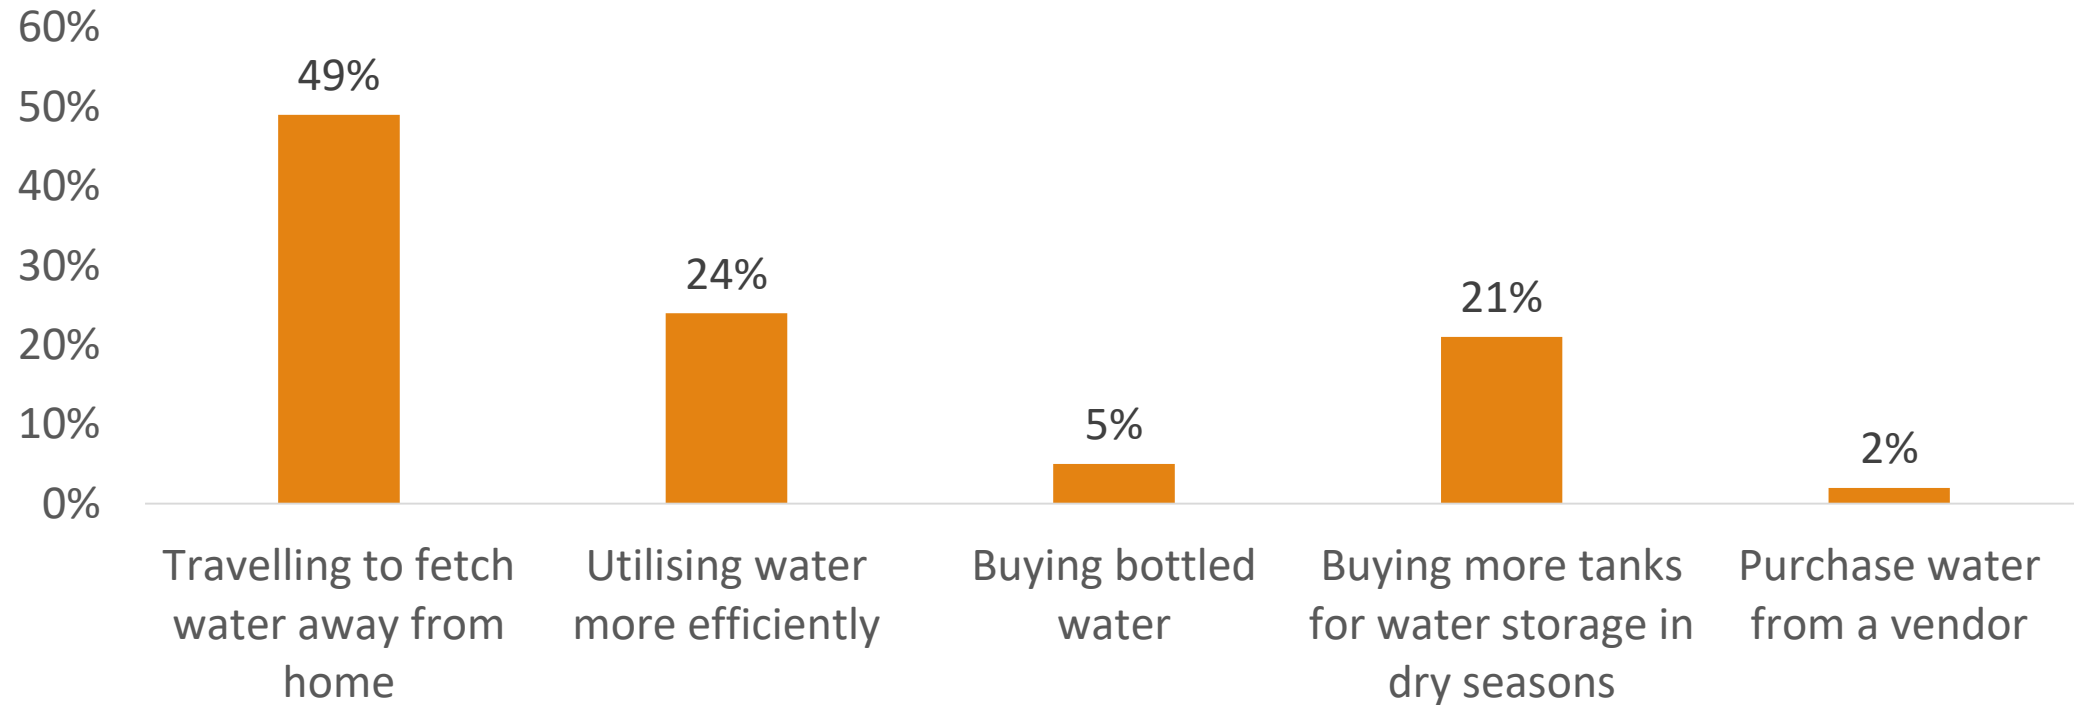 60%
50%
40%
30%
20%
10%
0%
49%
24%
5%
21%
2%
Travelling to fetch
water away from
home
Utilising water
more efficiently
Buying bottled
water
Buying more tanks
for water storage in
dry seasons
Purchase water
from a vendor